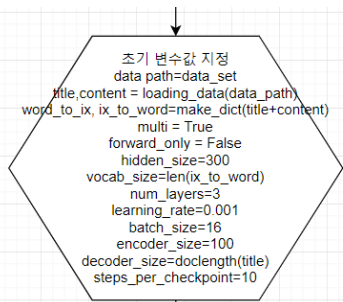 초기 변수값 지정
data path=data_set
title,content = loading_data(data_path)
word_to_ix, ix_to_word=make_dict(title+content)
multi = True
forward_only = False
hidden_size=300
vocab_size=len(ix_to_word)
num_layers=3
learning_rate=0.001
batch_size=16
encoder_size=100
decoder_size=doclength(title)
steps_per_checkpoint=10